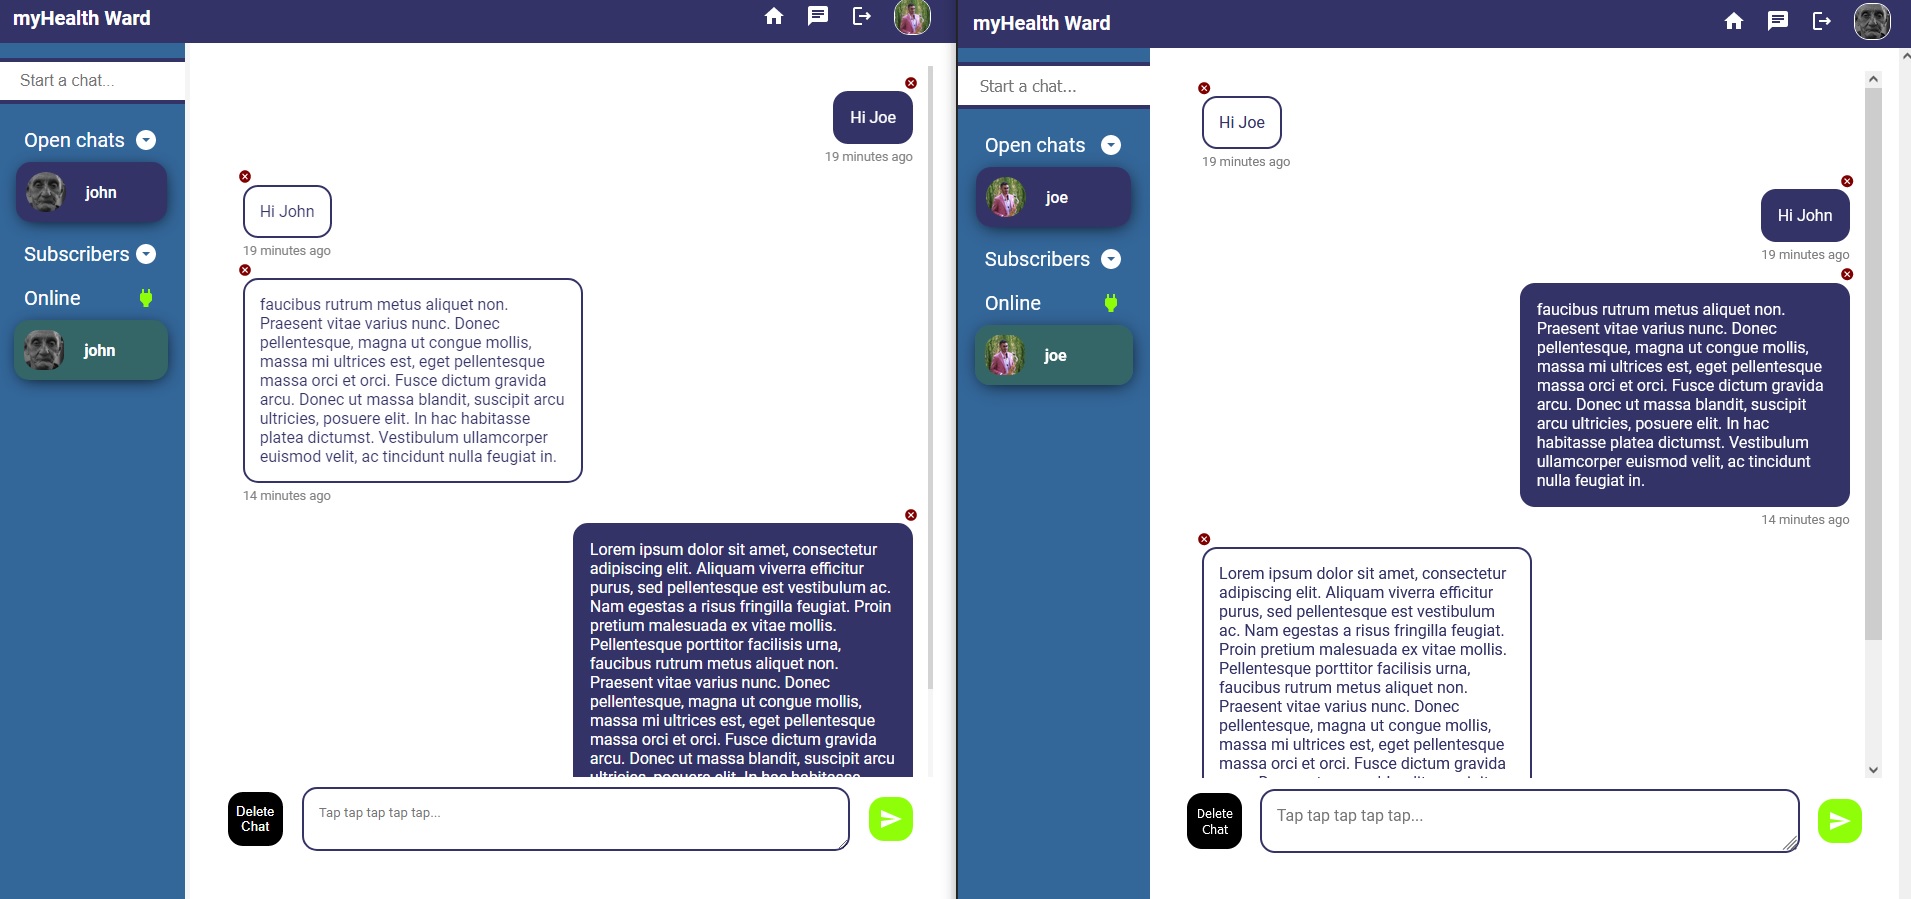 myHealth Ward
Start a chat...
Open chats
john
Subscribers
Online
john
Hi Joe
19 minutes ago
Hi John
19 minutes ago
faucibus rutrum metus aliquet non.
Praesent vitae varius nunc. Donec
pellentesque, magna ut congue mollis,
massa mi ultrices est, eget pellentesque
massa orci et orci. Fusce dictum gravida
arcu. Donec ut massa blandit, suscipit arcu
ultricies, posuere elit. In hac habitasse
platea dictumst. Vestibulum ullamcorper
euismod velit, ac tincidunt nulla feugiat in.
14 minutes ago
Lorem ipsum dolor sit amet, consectetur
adipiscing elit. Aliquam viverra efficitur
purus, sed pellentesque est vestibulum ac.
Nam egestas a risus fringilla feugiat. Proin
pretium malesuada ex vitae mollis.
Pellentesque porttitor facilisis urna,
faucibus rutrum metus aliquet non.
Praesent vitae varius nunc. Donec
pellentesque, magna ut congue mollis,
massa mi ultrices est, eget pellentesque
massa orci et orci. Fusce dictum gravida
arcu. Donec ut massa blandit, suscipit arcu
ultricies, posuere elit. In hac habitasse
Delete
Chat
Tap tap tap tap tap...
myHealth Ward
Start a chat...
Open chats
joe
Subscribers
Online
joe
Hi Joe
19 minutes ago
Hi John
19 minutes ago
faucibus rutrum metus aliquet non.
Praesent vitae varius nunc. Donec
pellentesque, magna ut congue mollis,
massa mi ultrices est, eget pellentesque
massa orci et orci. Fusce dictum gravida
arcu. Donec ut massa blandit, suscipit
arcu ultricies, posuere elit. In hac
habitasse platea dictumst. Vestibulum
ullamcorper euismod velit, ac tincidunt
nulla feugiat in.
14 minutes ago
Lorem ipsum dolor sit amet, consectetur
adipiscing elit. Aliquam viverra efficitur
purus, sed pellentesque est vestibulum
ac. Nam egestas a risus fringilla feugiat.
Proin pretium malesuada ex vitae mollis.
Pellentesque porttitor facilisis urna,
faucibus rutrum metus aliquet non.
Praesent vitae varius nunc. Donec
pellentesque, magna ut congue mollis,
massa mi ultrices est, eget pellentesque
massa orci et orci. Fusce dictum gravida
Delete
Chat
Tap tap tap tap tap...